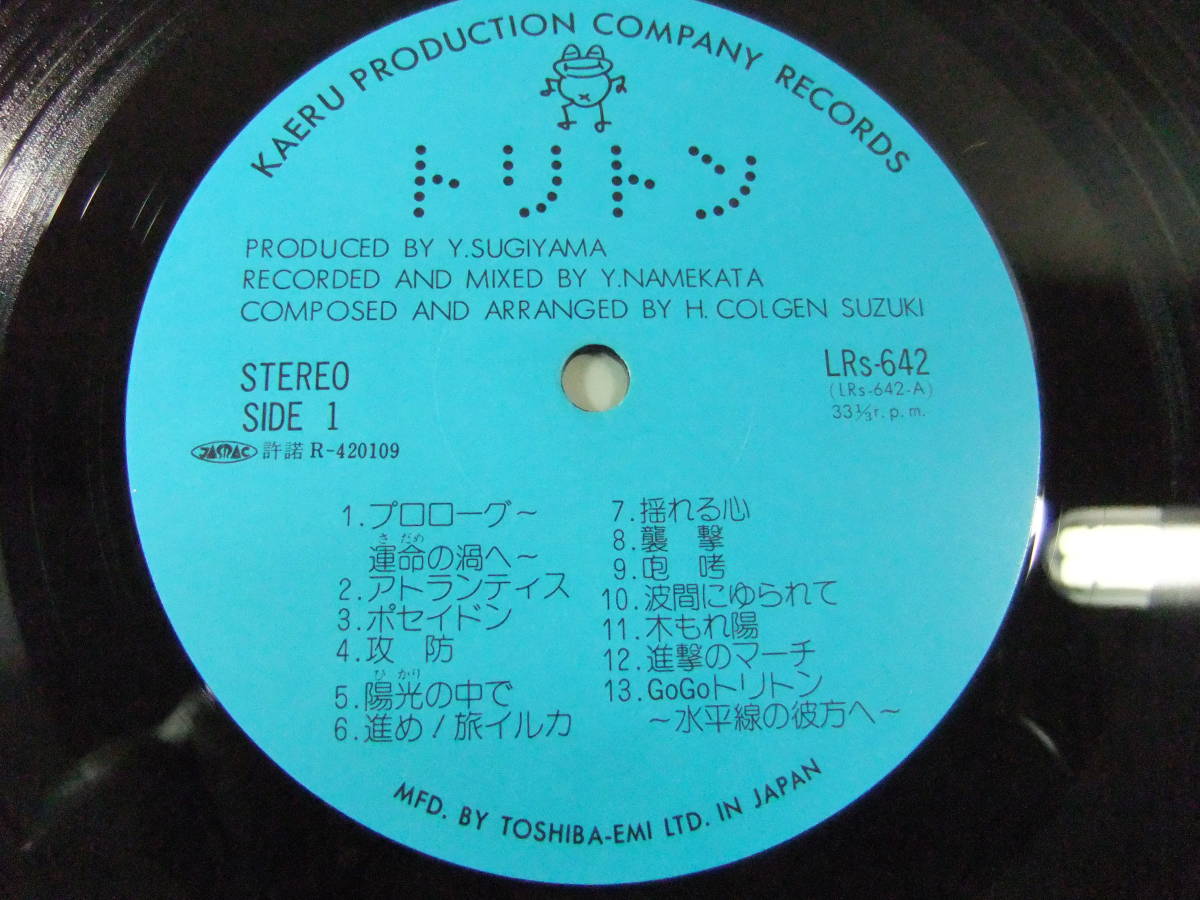 KAERU PRODUCTION COMPANY RECORDS
トリトン
PRODUCED BY Y.SUGIYAMA
RECORDED AND MIXED BY Y.NAMEKATA
COMPOSED AND ARRANGED BY H. COLGEN SUZUKI
STEREO
SIDE 1
JASRAC 許諾 R-420109
LRs-642
(LRs-642-A)
33⅓r.p.m.
1.プロローグ～
さだめ
運命の渦へ～
2.アトランティス
3.ポセイドン
4.攻 防
ひかり
5.陽光の中で
6.進め!旅イルカ
7.揺れる心
8.襲 撃
9.咆 哮
10.波間にゆられて
11.木もれ陽
12.進撃のマーチ
13.GoGoトリトン
～水平線の彼方へ～
MFD. BY TOSHIBA-EMI LTD. IN JAPAN